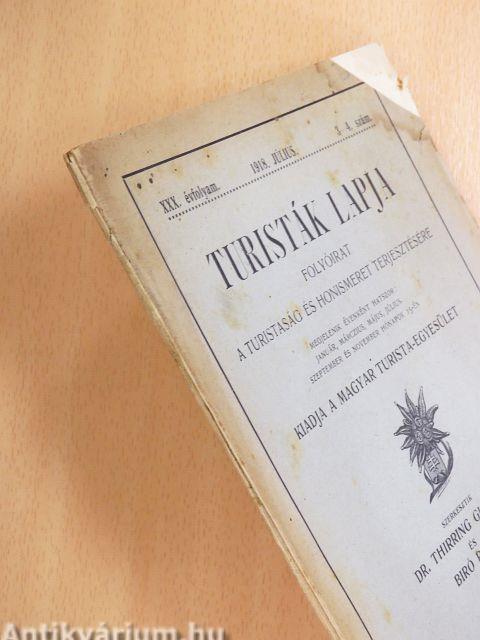 XXX. évfolyam. 1918. JÚLIUS. 3. 4. szám.
TURISTÁK LAPJA
FOLYÓIRAT
A TURISTASÁG ÉS HONISMERET TERJESZTÉSÉRE
MEGJELENIK ÉVENKÉNT HATSZOR:
JANUÁR, MÁRCZIUS, MÁJUS, JÚLIUS,
SZEPTEMBER ÉS NOVEMBER HÓNAPOK 15-ÉN
KIADJA A MAGYAR TURISTA-EGYESÜLET
SZERKESZTIK
DR. THIRRING
ÉS
BIRÓ
Antikvárium.hu